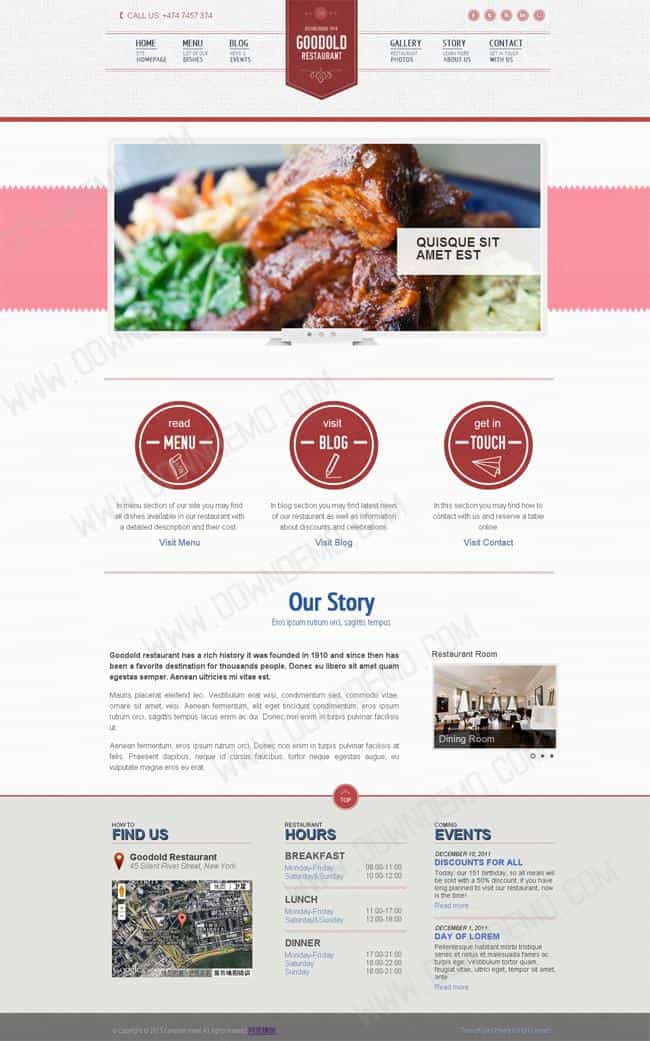 CALL US: +474 7457 374
HOME
SITE
HOMEPAGE
MENU
LIST OF OUR
DISHES
BLOG
NEWS &
EVENTS
GOODOLD
RESTAURANT
GALLERY
RESTAURANT
PHOTOS
STORY
LEARN MORE
ABOUT US
CONTACT
GET IN TOUCH
WITH US
QUISQUE SIT
AMET EST
read
MENU
visit
BLOG
get in
TOUCH
In menu section of our site you may find
all dishes available in our restaurant with
a detailed description and their cost.
Visit Menu
In blog section you may find latest news
of our restaurant as well as information
about discounts and celebrations.
Visit Blog
In this section you may find how to
contact with us and reserve a table
online.
Visit Contact
Our Story
Eros ipsum rutrum orci, sagittis tempus
Goodold restaurant has a rich history it was founded in 1910 and since then has
been a favorite destination for thousands people. Donec eu libero sit amet quam
egestas semper. Aenean ultricies mi vitae est.
Mauris placerat eleifend leo. Vestibulum erat wisi, condimentum sed, commodo vitae,
ornare sit amet, wisi. Aenean fermentum, elit eget tincidunt condimentum, eros ipsum
rutrum orci, sagittis tempus lacus enim ac dui. Donec non enim in turpis pulvinar facilisis
ut.
Aenean fermentum, eros ipsum rutrum orci. Donec non enim in turpis pulvinar facilisis at
felis. Praesent dapibus, neque id cursus faucibus, tortor neque egestas augue, eu
vulputate magna eros eu erat.
Restaurant Room
Dining Room
TOP
HOW TO
FIND US
Goodold Restaurant
45 Silent River Street, New York
RESTAURANT
HOURS
BREAKFAST
Monday-Friday 08:00-11:00
Saturday&Sunday 10:00-12:00
LUNCH
Monday-Friday 11:00-17:00
Saturday&Sunday 12:00-18:00
DINNER
Monday-Friday 17:00-21:00
Saturday 18:00-22:00
Sunday 18:00-21:00
COMING
EVENTS
DECEMBER 10, 2011
DISCOUNTS FOR ALL
Today, our 151 birthday, so all meals will
be sold with a 50% discount, if you have
long planned to visit our restaurant, now
is the time!
Read more
DECEMBER 1, 2011
DAY OF LOREM
Pellentesque habitant morbi tristique
senectus et netus et malesuada fames ac
turpis egestas. Vestibulum tortor quam,
feugiat vitae, ultricies eget, tempor sit amet,
ante.
Read more
WWW.DOWNDEMO.COM